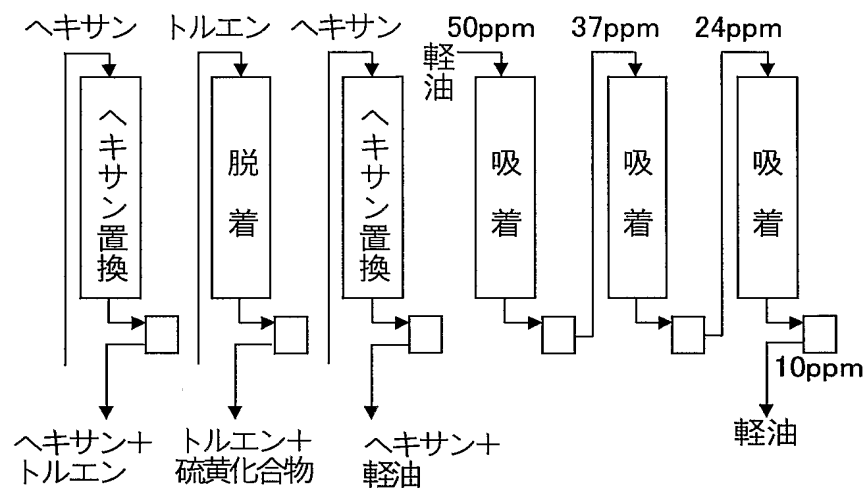 ヘキサン
トルエン
ヘキサン
50ppm
37ppm
24ppm
軽油
ヘキサン置換
脱着
ヘキサン置換
吸着
吸着
吸着
10ppm
ヘキサン+
トルエン
トルエン+
硫黄化合物
ヘキサン+
軽油
軽油